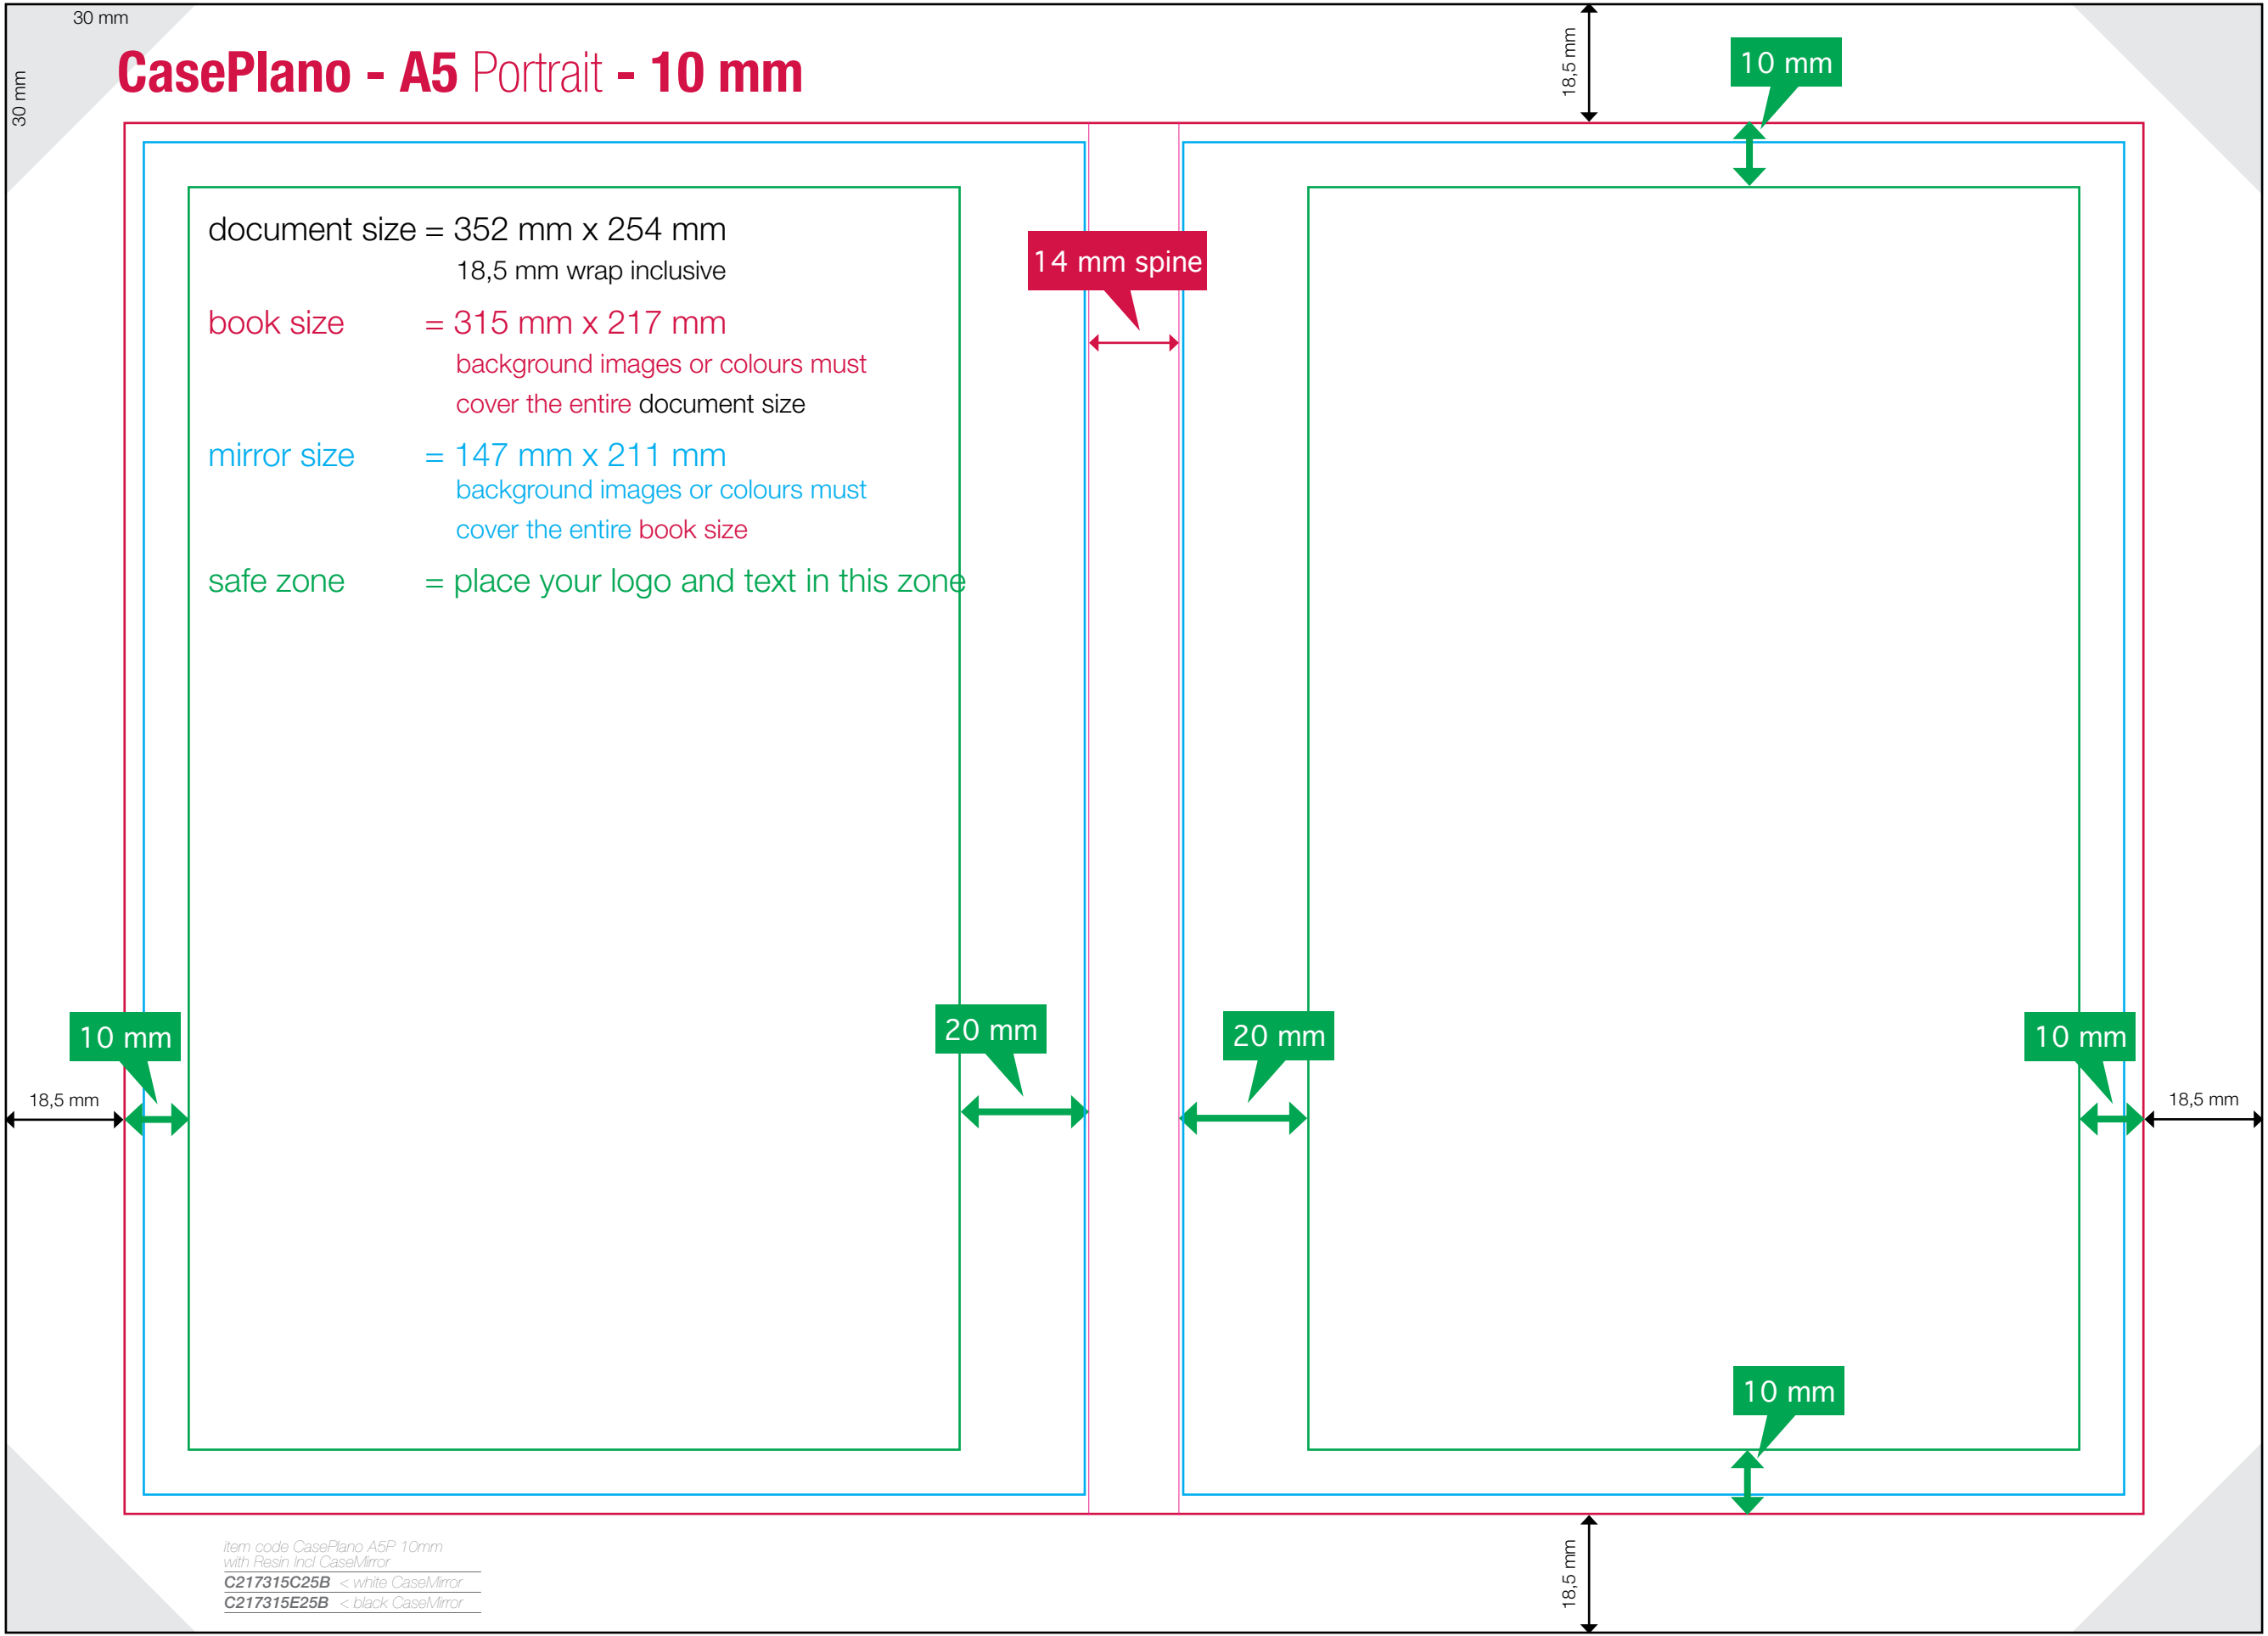 30 mm
30 mm
CasePlano - A5 Portrait - 10 mm
18,5 mm
10 mm
document size = 352 mm x 254 mm
18,5 mm wrap inclusive
14 mm spine
book size = 315 mm x 217 mm
background images or colours must
cover the entire document size
mirror size = 147 mm x 211 mm
background images or colours must
cover the entire book size
safe zone = place your logo and text in this zone
10 mm
20 mm
20 mm
10 mm
18,5 mm
18,5 mm
10 mm
18,5 mm
item code CasePlano A5P 10mm
with Resin Incl CaseMirror
C217315C25B < white CaseMirror
C217315E25B < black CaseMirror